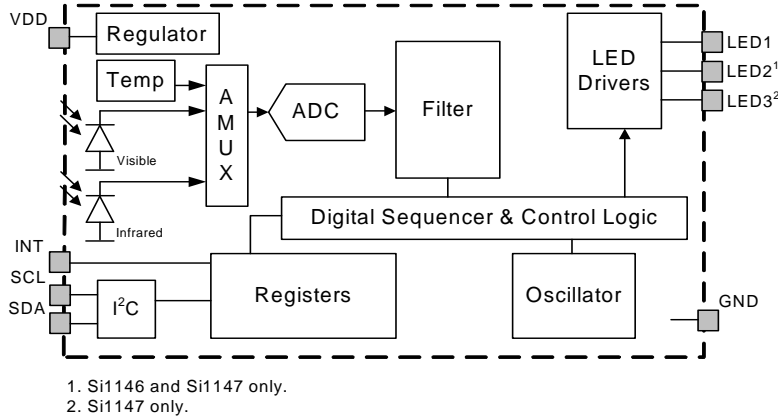 VDD
Regulator
LED1
LED2¹
LED3²
LED
Drivers
Temp
A
M
U
X
ADC
Filter
Visible
Infrared
Digital Sequencer & Control Logic
INT
SCL
SDA
I²C
Registers
Oscillator
GND
1. Si1146 and Si1147 only.
2. Si1147 only.